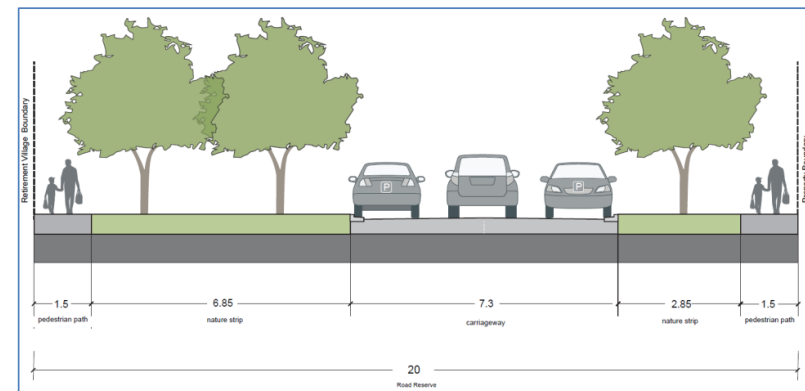 Retirement Village Boundary
Boundary
P
P
1.5
6.85
7.3
2.85
1.5
pedestrian path
nature strip
carriageway
nature strip
pedestrian path
20
Road Reserve